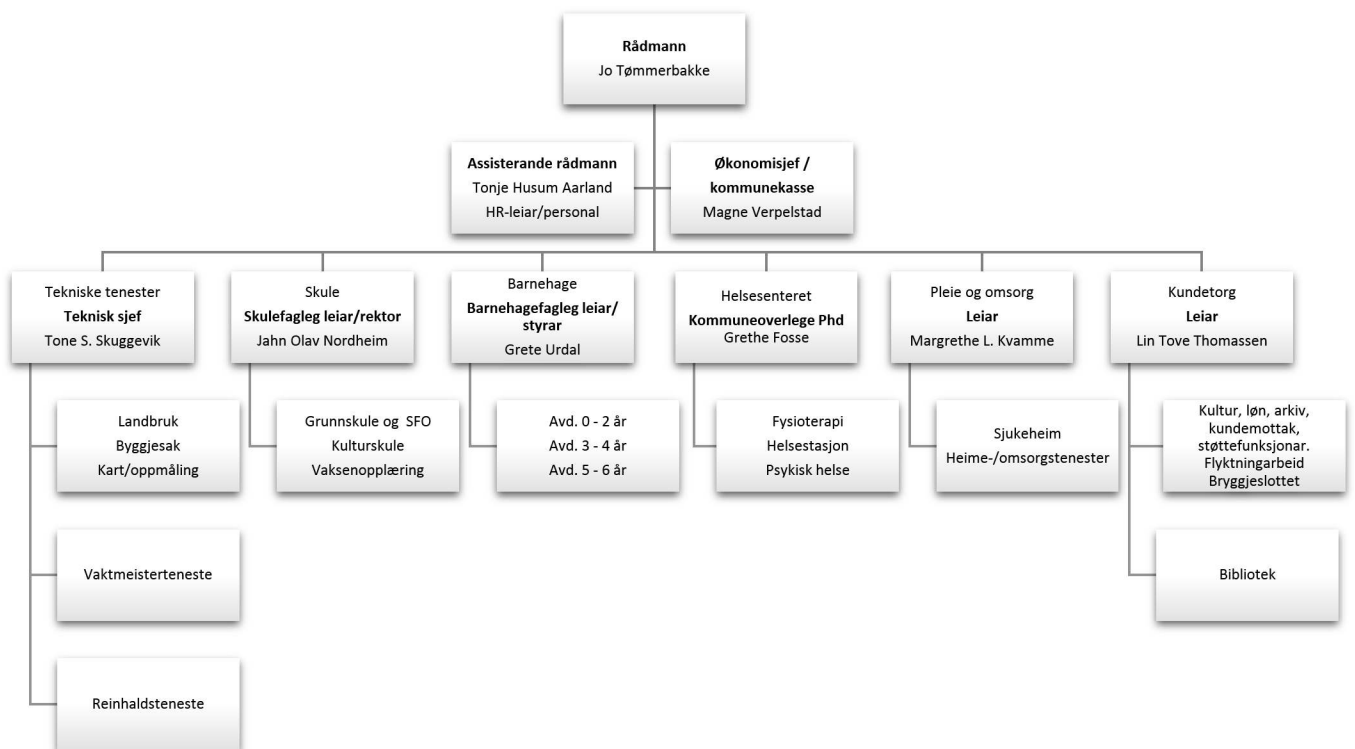 Rådmann
Jo Tømmerbakke
Assisterande rådmann
Tonje Husum Aarland
HR-leiar/personal
Økonomisjef /
kommunekasse
Magne Verpelstad
Tekniske tenester
Teknisk sjef
Tone S. Skuggevik
Skule
Skulefagleg leiar/rektor
Jahn Olav Nordheim
Barnehage
Barnehagefagleg leiar/
styrar
Grete Urdal
Helsesenteret
Kommuneoverlege Phd
Grethe Fosse
Pleie og omsorg
Leiar
Margrethe L. Kvamme
Kundetorg
Leiar
Lin Tove Thomassen
Landbruk
Byggjesak
Kart/oppmåling
Grunnskule og SFO
Kulturskule
Vaksenopplæring
Avd. 0 - 2 år
Avd. 3 - 4 år
Avd. 5 - 6 år
Fysioterapi
Helsestasjon
Psykisk helse
Sjukeheim
Heime-/omsorgstenester
Kultur, løn, arkiv,
kundemottak,
støttefunksjonar.
Flyktningarbeid
Bryggjeslottet
Vaktmeisterteneste
Bibliotek
Reinhaldsteneste